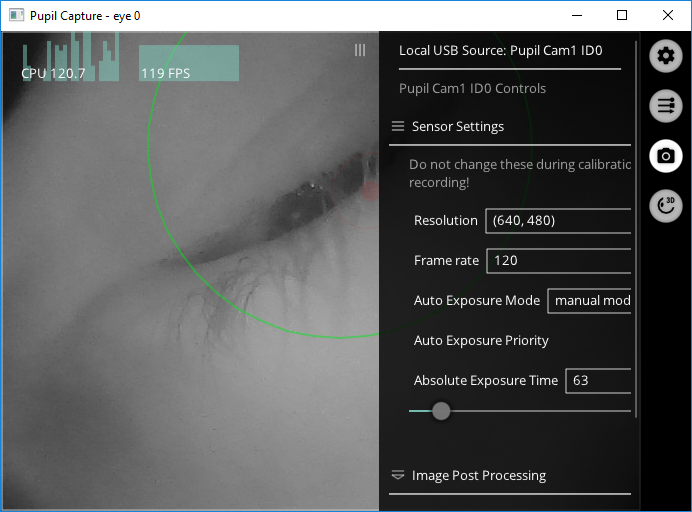 Pupil Capture - eye 0
CPU 120.7
119 FPS
Local USB Source: Pupil Cam1 ID0
Pupil Cam1 ID0 Controls
Sensor Settings
Do not change these during calibratio
recording!
Resolution (640, 480)
Frame rate 120
Auto Exposure Mode manual mod
Auto Exposure Priority
Absolute Exposure Time 63
Image Post Processing
3D